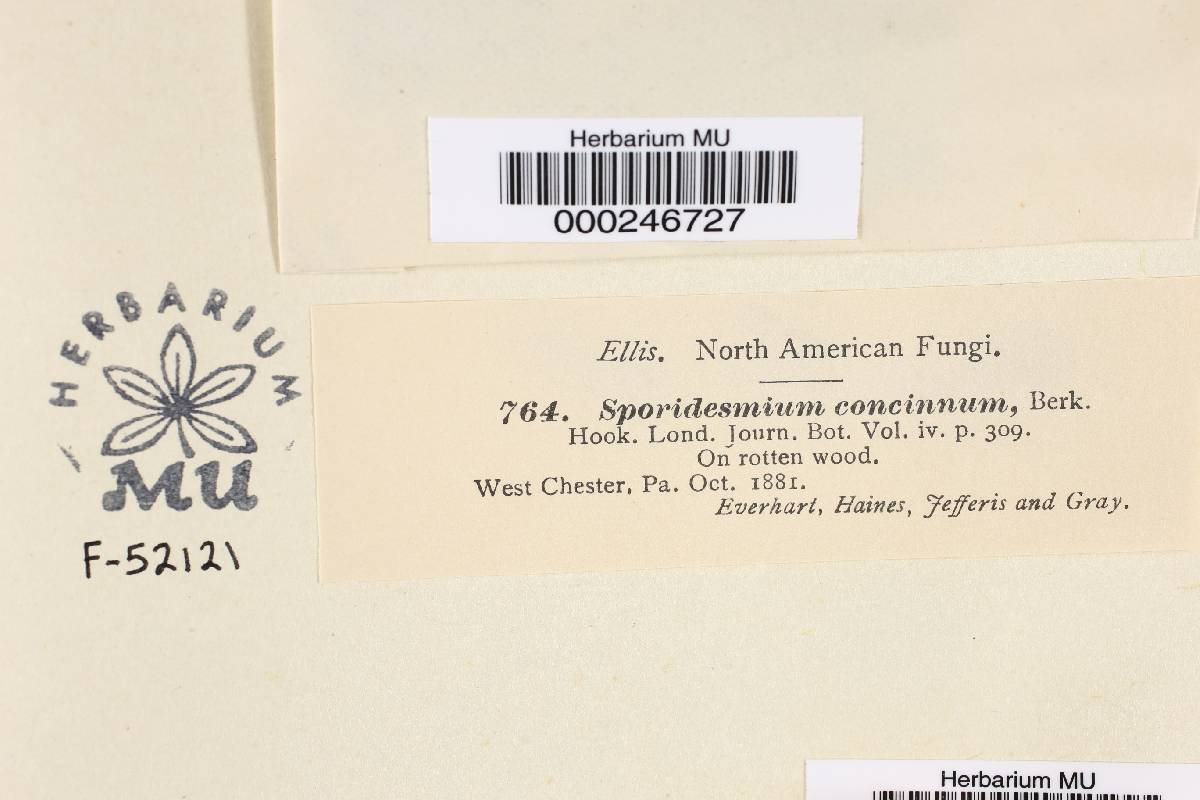 Herbarium MU
000246727
HERBARIUM
MU
F-52121
Ellis. North American Fungi.
764. Sporidesmium concinnum, Berk.
Hook. Lond. Journ. Bot. Vol. iv. p. 309.
On rotten wood.
West Chester, Pa. Oct. 1881.
Everhart, Haines, Jefferis and Gray.
Herbarium MU